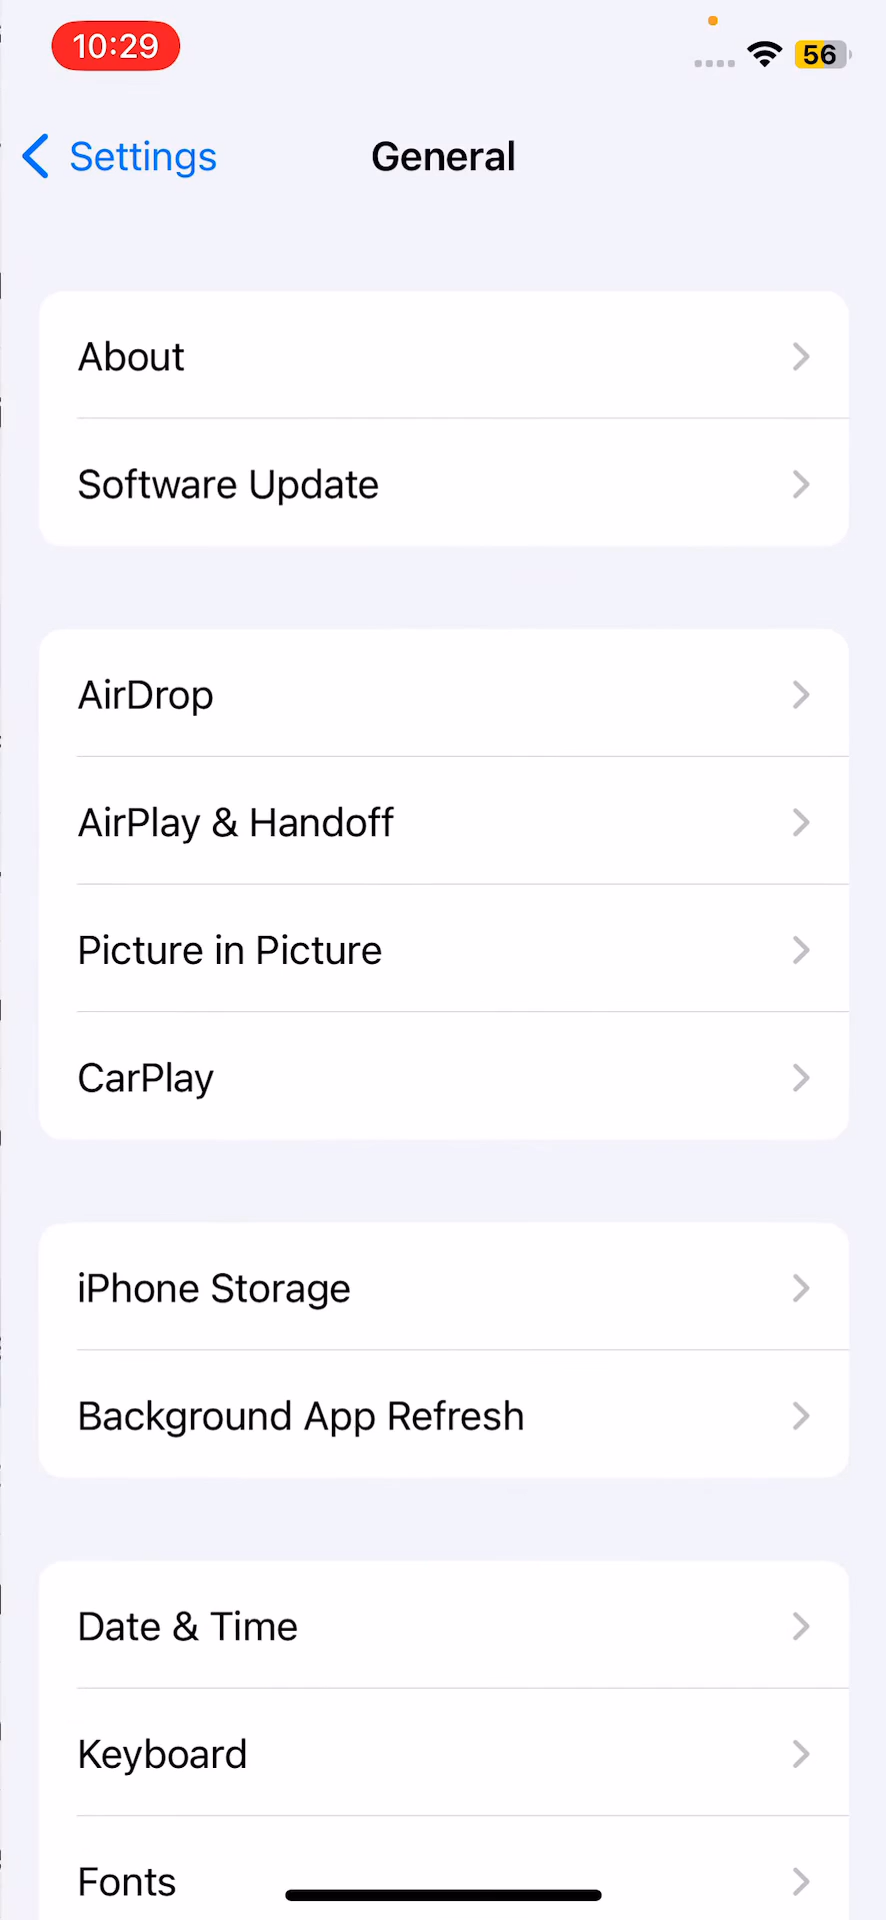 10:29
56
Settings
General
About
Software Update
AirDrop
AirPlay & Handoff
Picture in Picture
CarPlay
iPhone Storage
Background App Refresh
Date & Time
Keyboard
Fonts